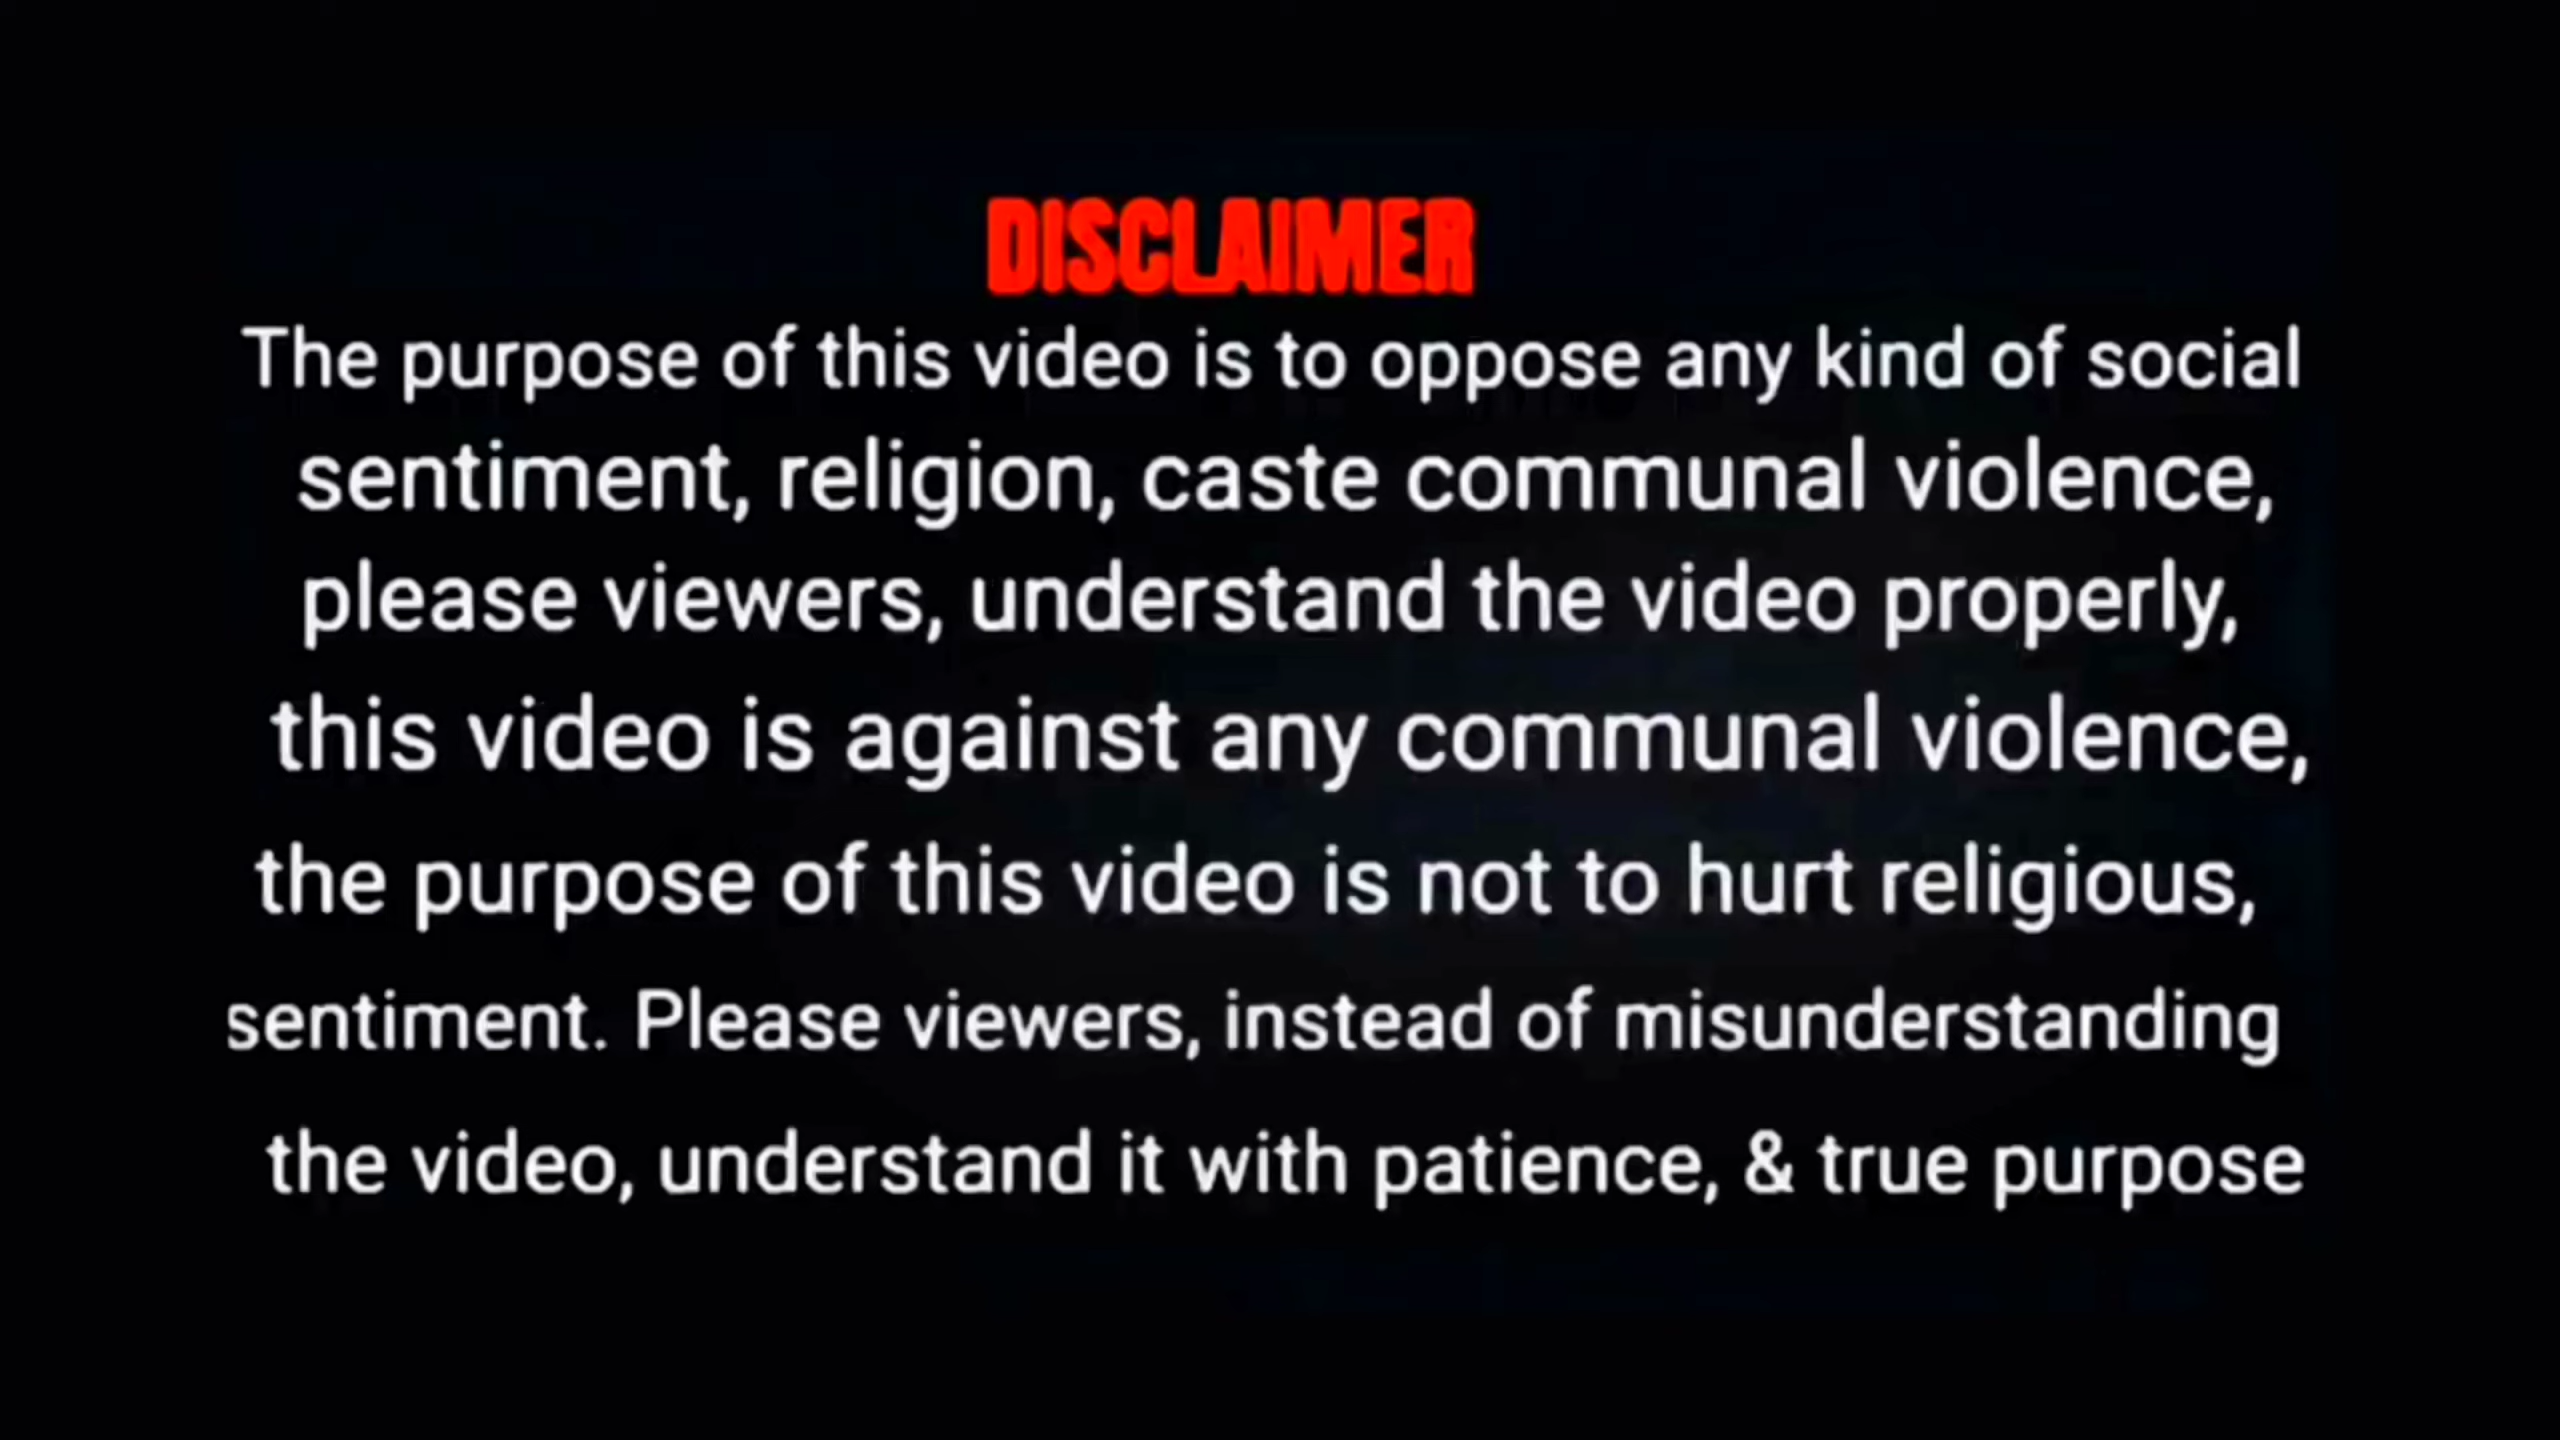 DISCLAIMER
The purpose of this video is to oppose any kind of social
sentiment, religion, caste communal violence,
please viewers, understand the video properly,
this video is against any communal violence,
the purpose of this video is not to hurt religious,
sentiment. Please viewers, instead of misunderstanding
the video, understand it with patience, & true purpose